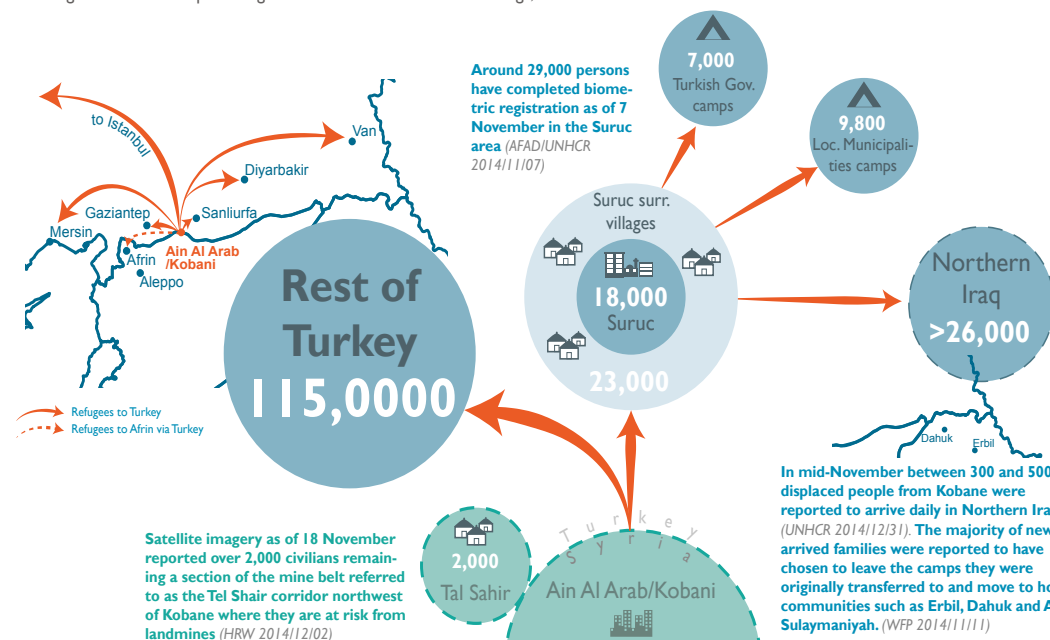 Around 29,000 persons
have completed biome-
tric registration as of 7
November in the Suruc
area (AFAD/UNHCR
2014/11/07)
7,000
Turkish Gov.
camps
9,800
Loc. Municipali-
ties camps
to Istanbul
Van
Diyarbakir
Gaziantep
Sanliurfa
Mersin
Ain Al Arab
/Kobani
Afrin
Aleppo
Refugees to Turkey
Refugees to Afrin via Turkey
Rest of
Turkey
115,0000
Suruc surr.
villages
18,000
Suruc
23,000
Northern
Iraq
>26,000
Dahuk
Erbil
In mid-November between 300 and 500
displaced people from Kobane were
reported to arrive daily in Northern Ira
(UNHCR 2014/12/31). The majority of new
arrived families were reported to have
chosen to leave the camps they were
originally transferred to and move to ho
communities such as Erbil, Dahuk and A
Sulaymaniyah. (WFP 2014/11/11)
Satellite imagery as of 18 November
reported over 2,000 civilians remain-
ing a section of the mine belt referred
to as the Tel Shair corridor northwest
of Kobane where they are at risk from
landmines (HRW 2014/12/02)
2,000
Tal Sahir
Turkey
Syria
Ain Al Arab/Kobani